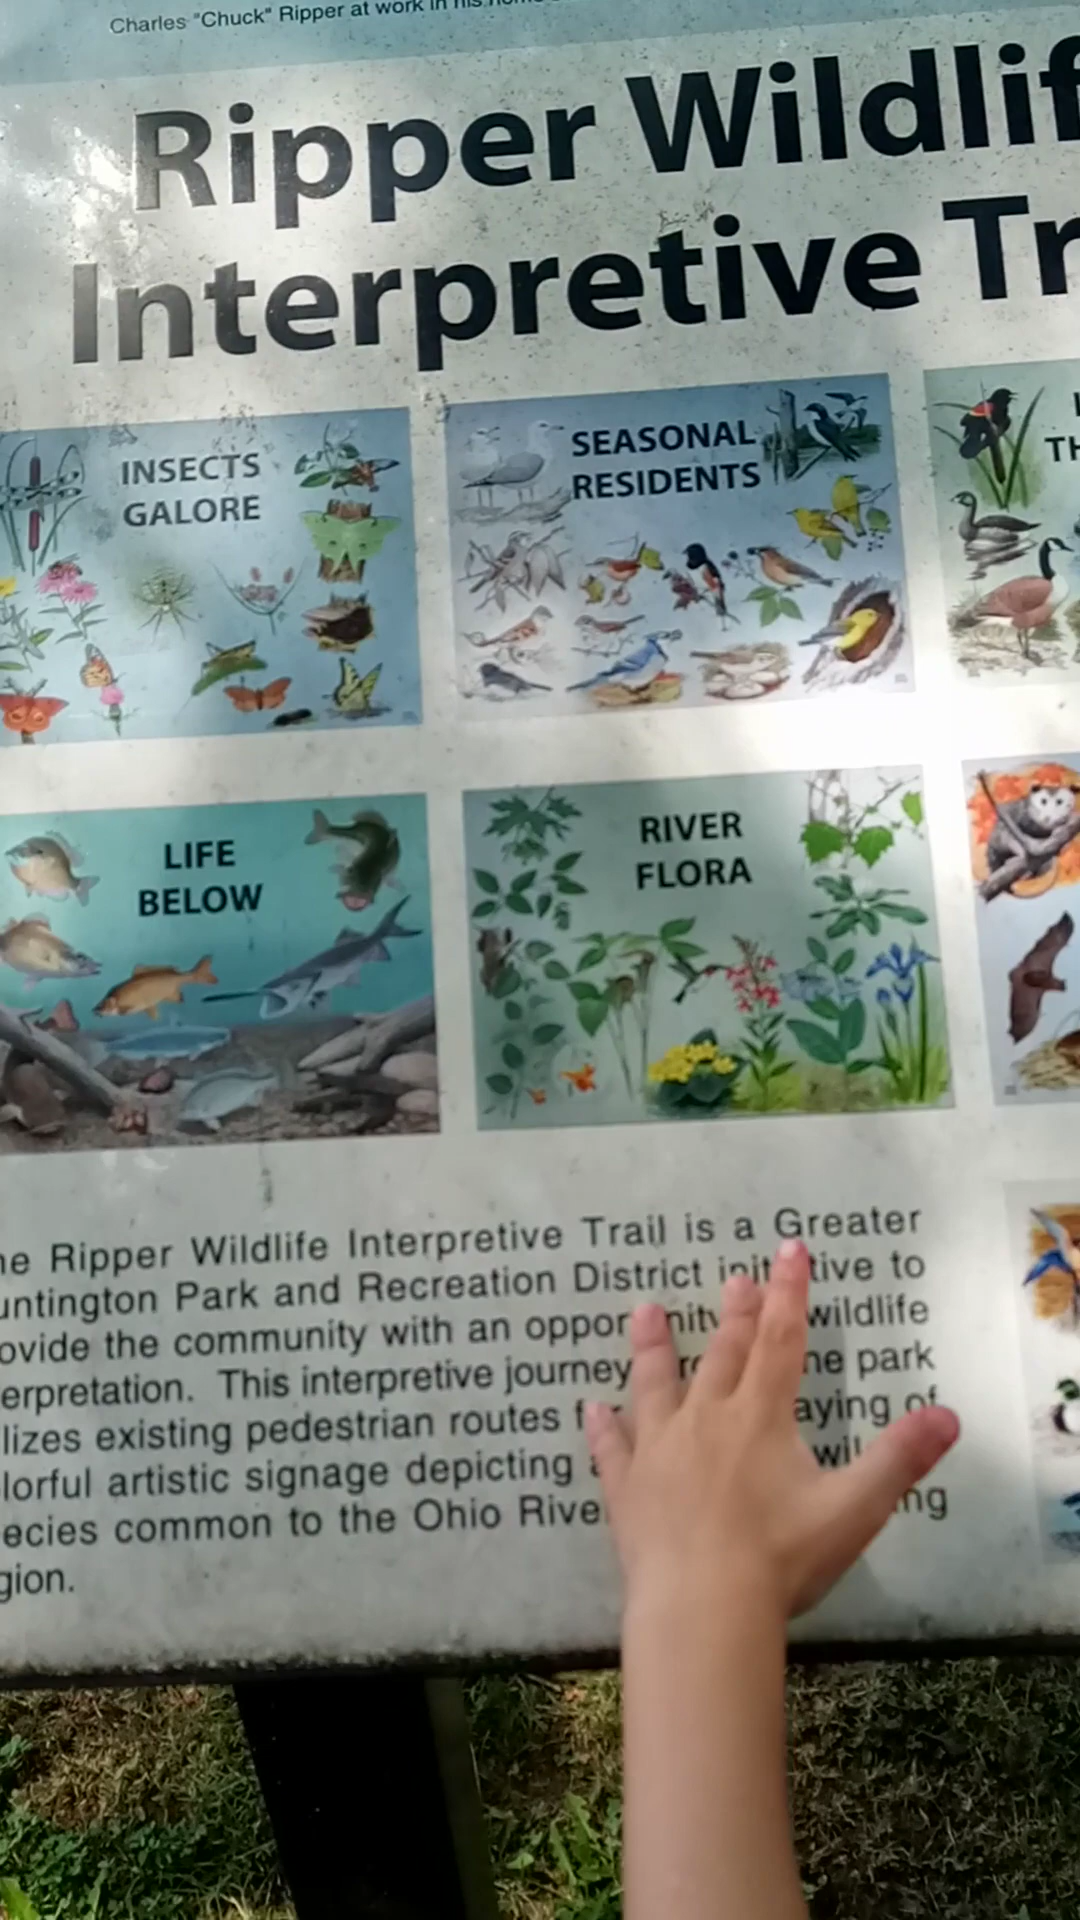 Charles "Chuck" Ripper at work in his
Ripper Wildlif
Interpretive Tr
INSECTS
GALORE
SEASONAL
RESIDENTS
TH
LIFE
BELOW
RIVER
FLORA
he Ripper Wildlife Interpretive Trail is a Greater
untington Park and Recreation District initiative to
ovide the community with an opportunity wildlife
erpretation. This interpretive journey park
lizes existing pedestrian routes aying of
lorful artistic signage depicting
ecies common to the Ohio Rive ng
gion.